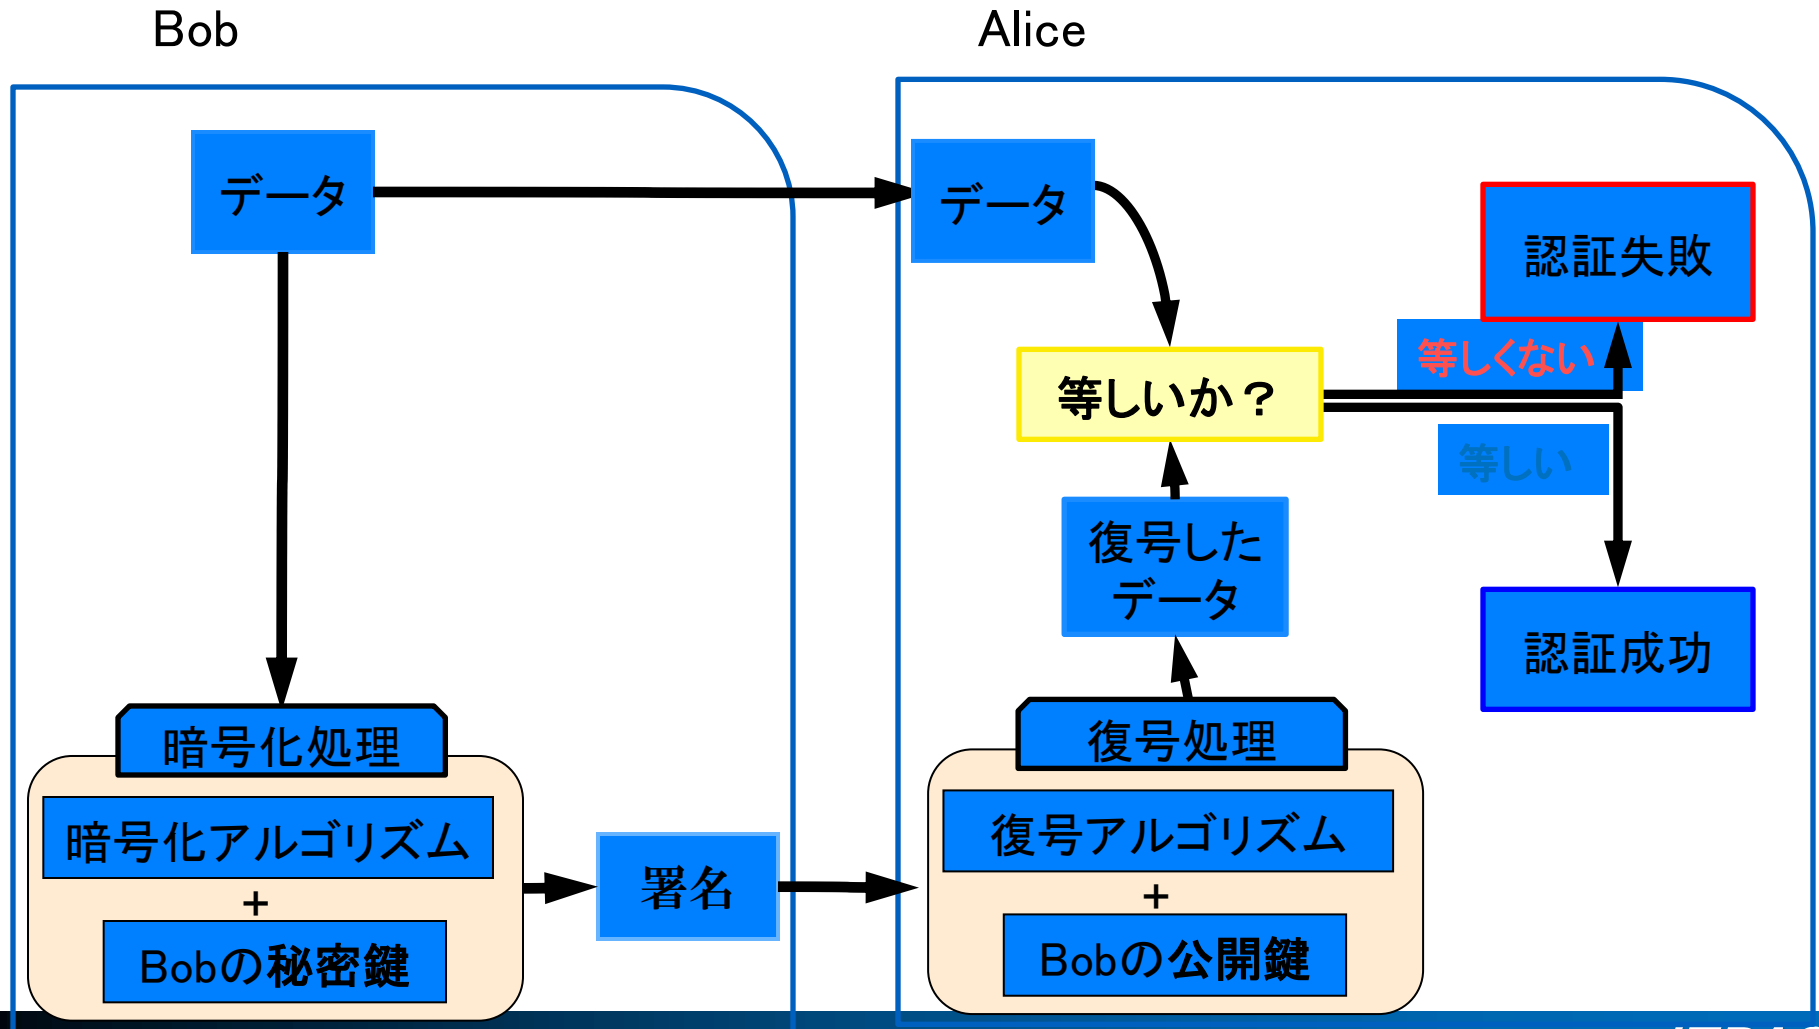 Bob
Alice
データ
データ
認証失敗
等しくない
等しいか？
等しい
復号した
データ
認証成功
暗号化処理
復号処理
暗号化アルゴリズム
復号アルゴリズム
+
+
署名
Bobの秘密鍵
Bobの公開鍵